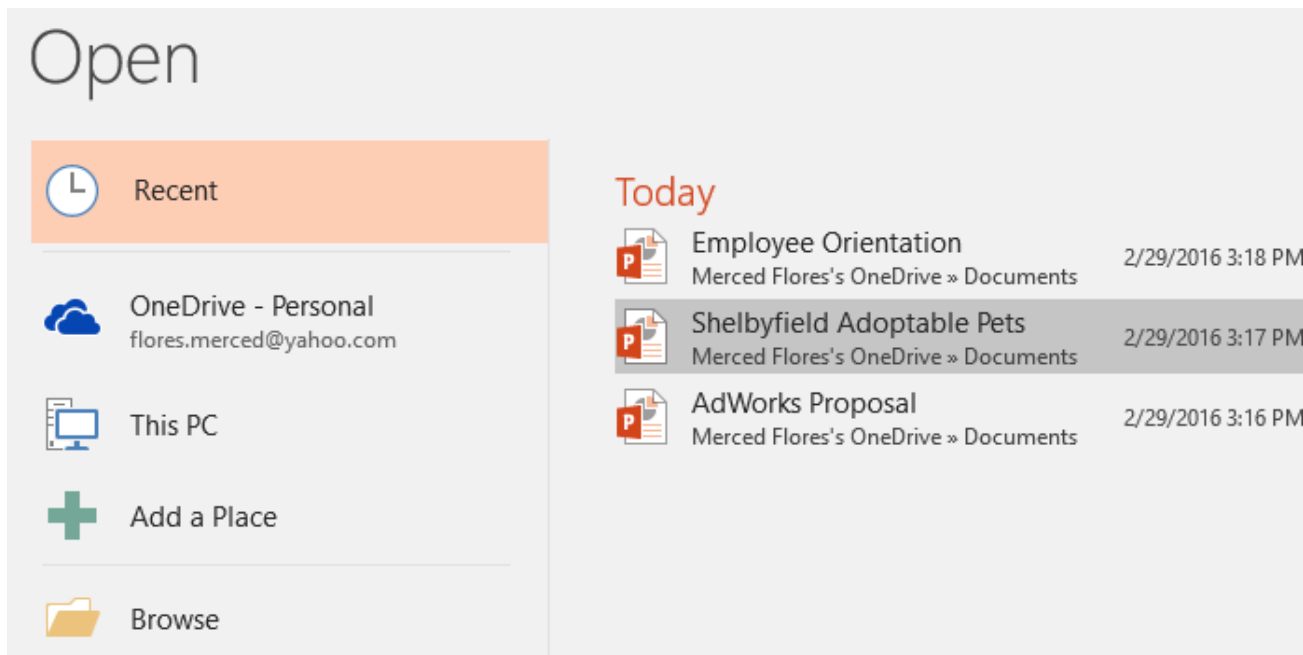 Open
Recent
OneDrive - Personal
flores.merced@yahoo.com
This PC
Add a Place
Browse
Today
Employee Orientation
Merced Flores's OneDrive » Documents
2/29/2016 3:18 PM
Shelbyfield Adoptable Pets
Merced Flores's OneDrive » Documents
2/29/2016 3:17 PM
AdWorks Proposal
Merced Flores's OneDrive » Documents
2/29/2016 3:16 PM
P
P
P